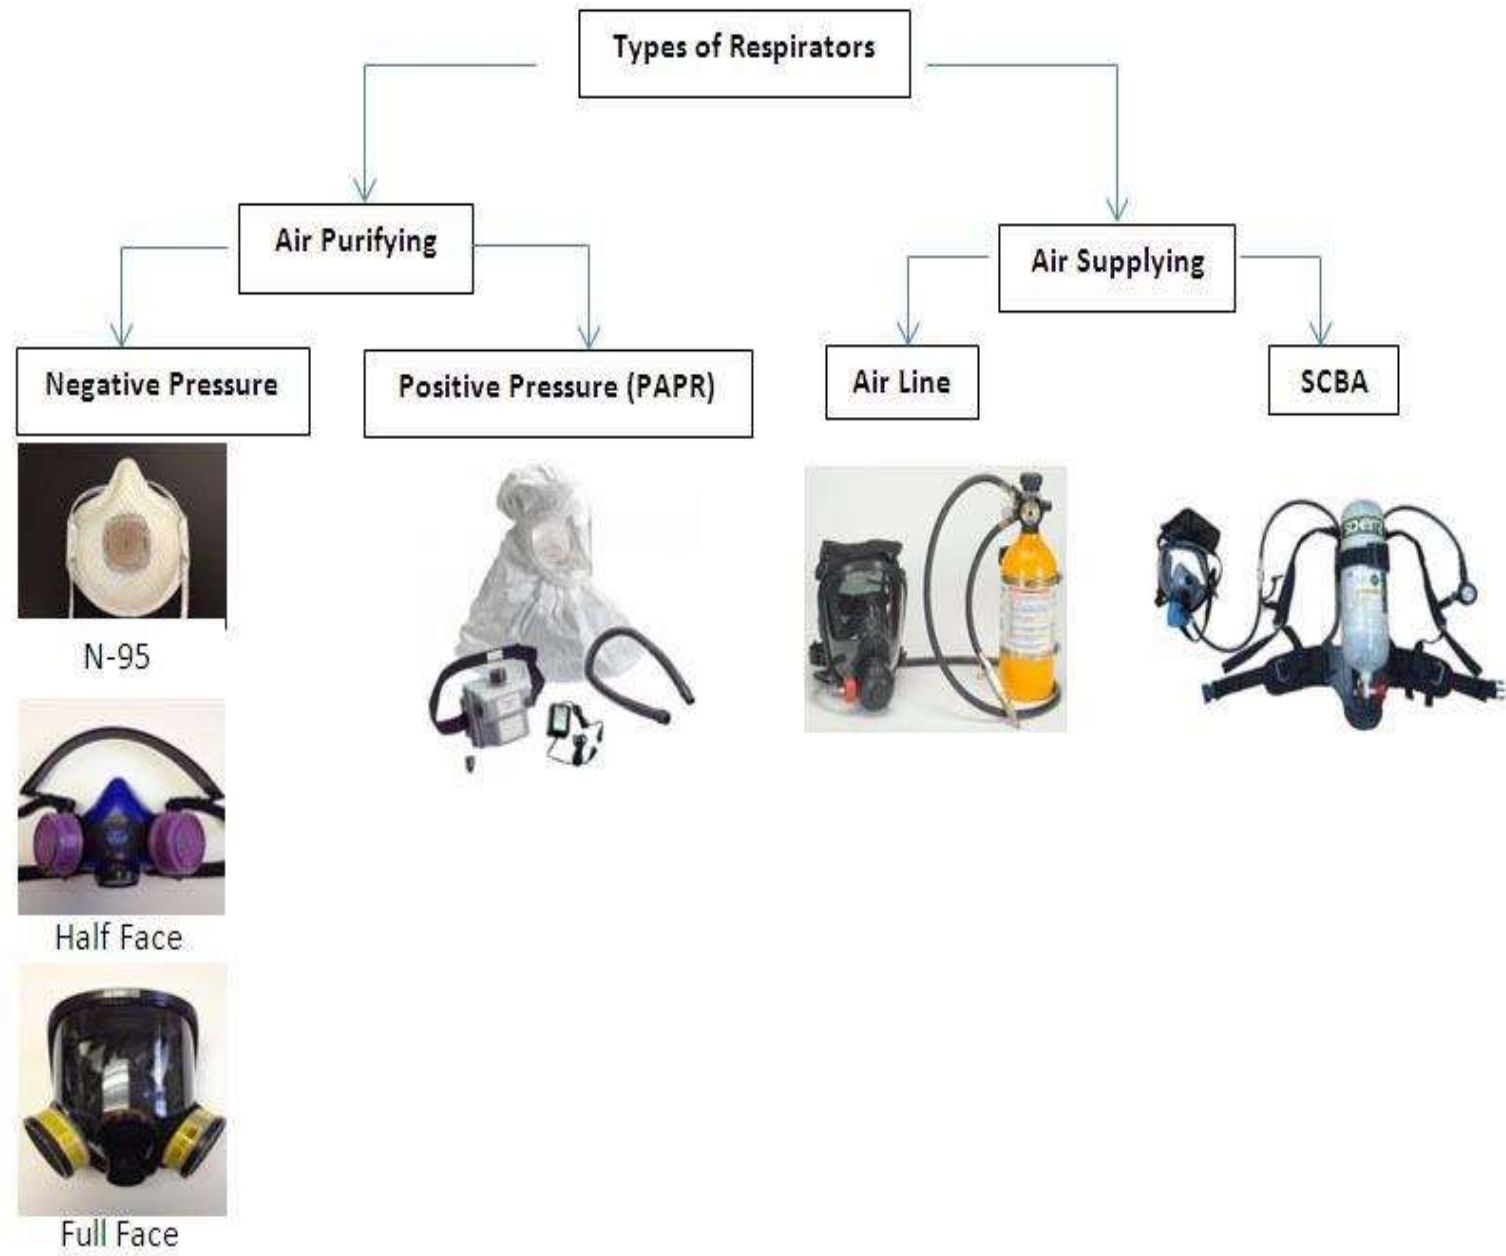 Types of Respirators
Air Purifying
Air Supplying
Negative Pressure
Positive Pressure (PAPR)
Air Line
SCBA
N-95
Half Face
Full Face